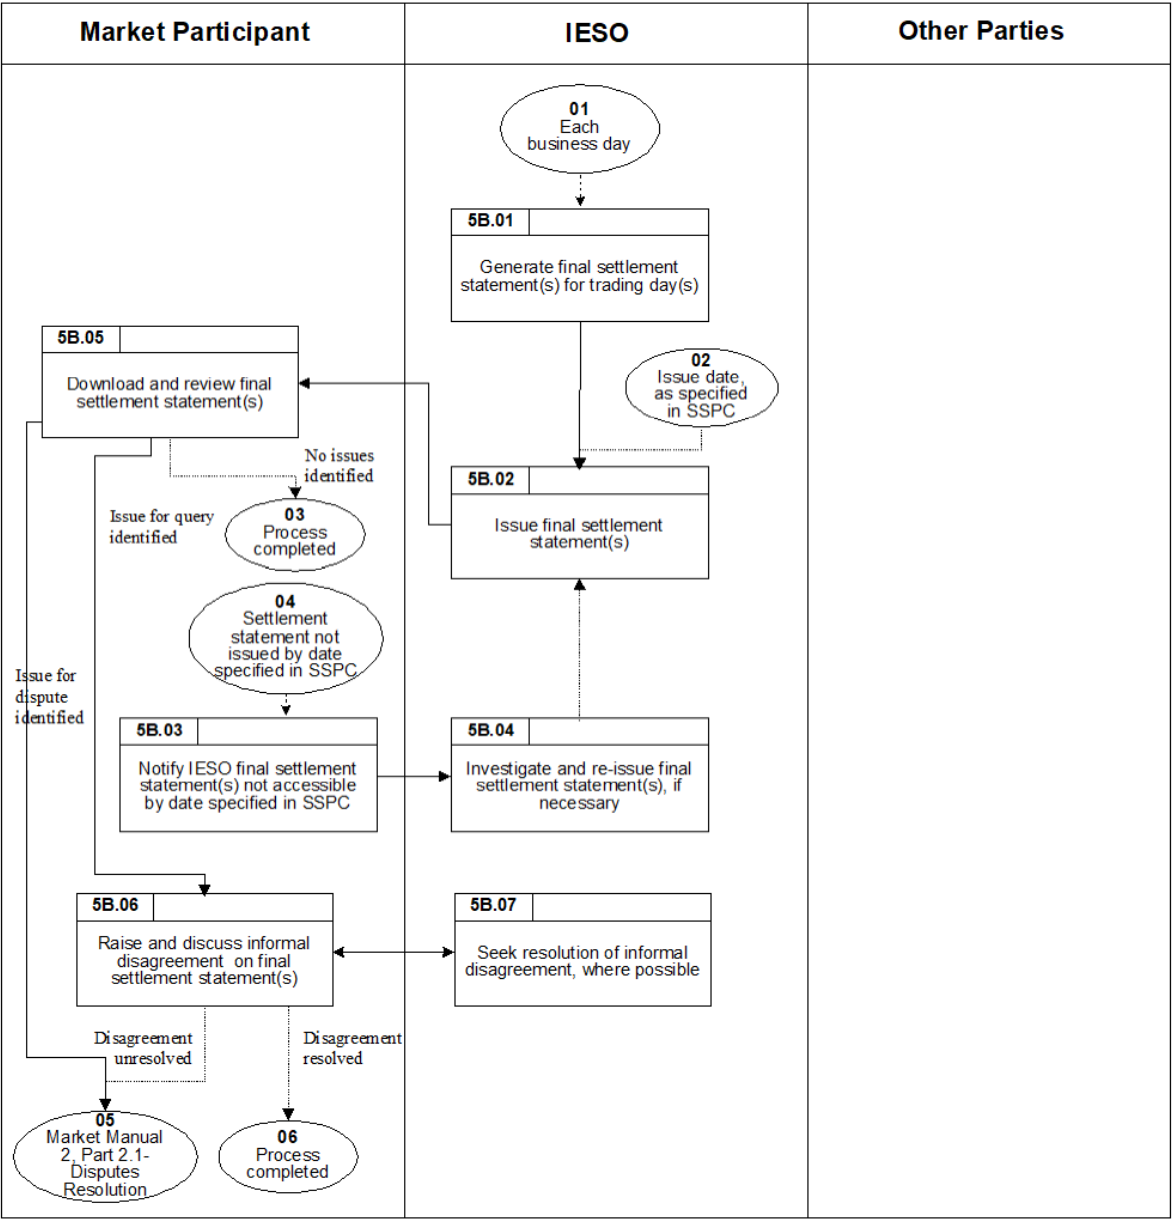 Market Participant
IESO
Other Parties
01
Each
business day
5B.01
Generate final settlement
statement(s) for trading day(s)
5B.05
Download and review final
settlement statement(s)
02
Issue date,
as specified
in SSPC
No issues
identified
5B.02
Issue final settlement
statement(s)
Issue for query
identified
03
Process
completed
04
Settlement
statement not
issued by date
specified in SSPC
Issue for
dispute
identified
5B.03
Notify IESO final settlement
statement(s) not accessible
by date specified in SSPC
5B.04
Investigate and re-issue final
settlement statement(s), if
necessary
5B.06
Raise and discuss informal
disagreement on final
settlement statement(s)
5B.07
Seek resolution of informal
disagreement, where possible
Disagreement
unresolved
Disagreement
resolved
05
Market Manual
2, Part 2.1-
Disputes
Resolution
06
Process
completed